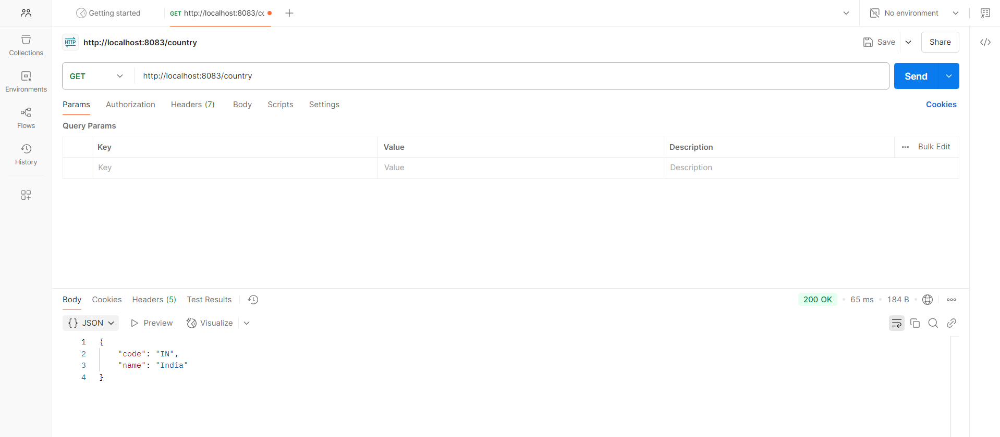 Getting started
GET http://localhost:8083/cc
No environment
Collections
Environments
Flows
History
HTTP http://localhost:8083/country
Save
Share
GET http://localhost:8083/country
Send
Params Authorization Headers (7) Body Scripts Settings Cookies
Query Params
Key Value Description Bulk Edit
Key Value Description
Body Cookies Headers (5) Test Results 200 OK 65 ms 184 B
{} JSON Preview Visualize
1 {
2 "code": "IN",
3 "name": "India"
4 }